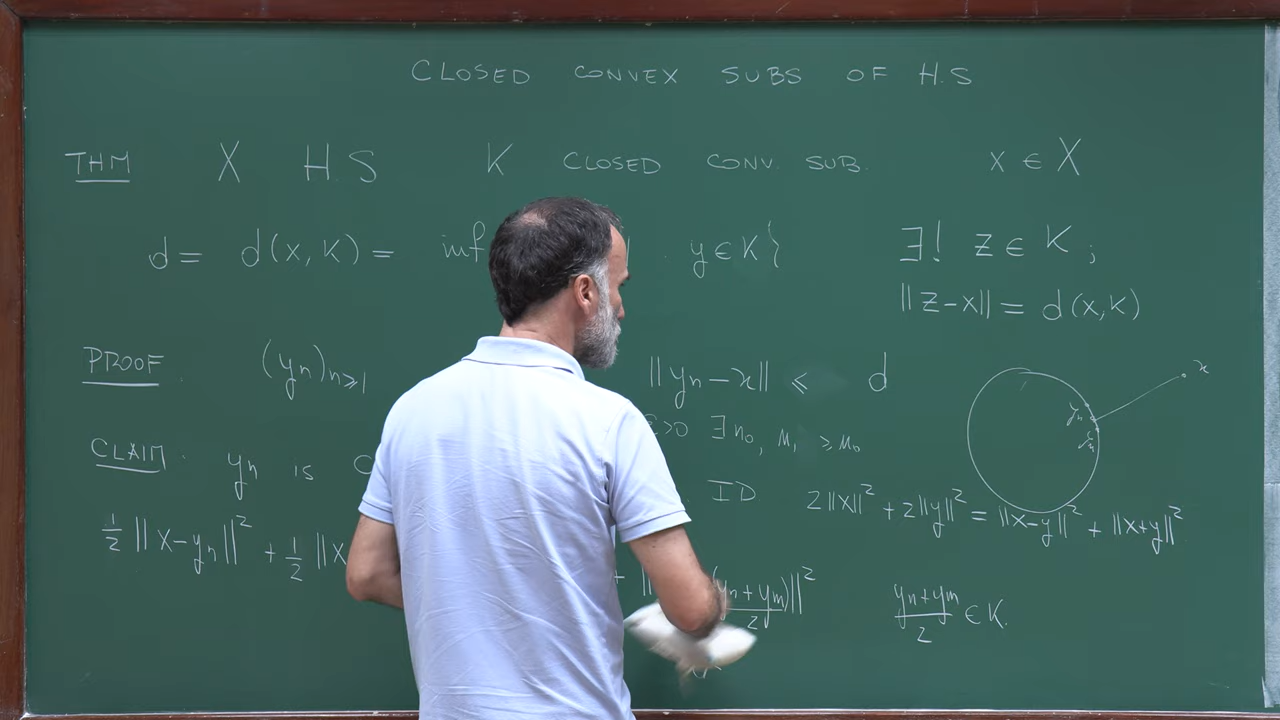 CLOSED CONVEX SUBS OF H.S
THM X H.S K CLOSED CONV. SUB. x ∈ X
d = d(x,K) = inf y ∈ K} ∃! z ∈ K ;
||z-x|| = d(x,K)
PROOF. (yn)n⩾1 ||yn-x|| ⩽ d
x
yn
CLAIM. yn is >0 ∃ n0,
ID 2||x||² + 2||y||² = ||x-y||² + ||x+y||²
½||x-yn||² + ½||x + || (yn+ym)/2||² (yn+ym)/2 ∈ K.